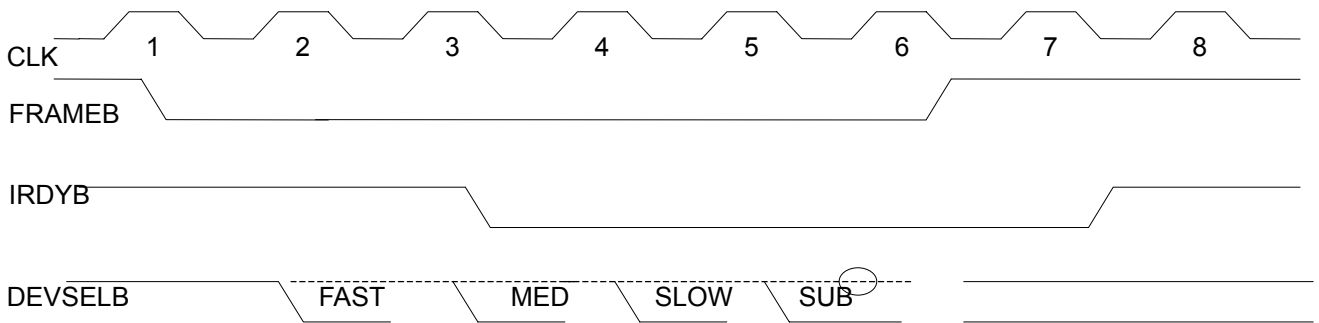 1 2 3 4 5 6 7 8
CLK
FRAMEB
IRDYB
DEVSELB FAST MED SLOW SUB